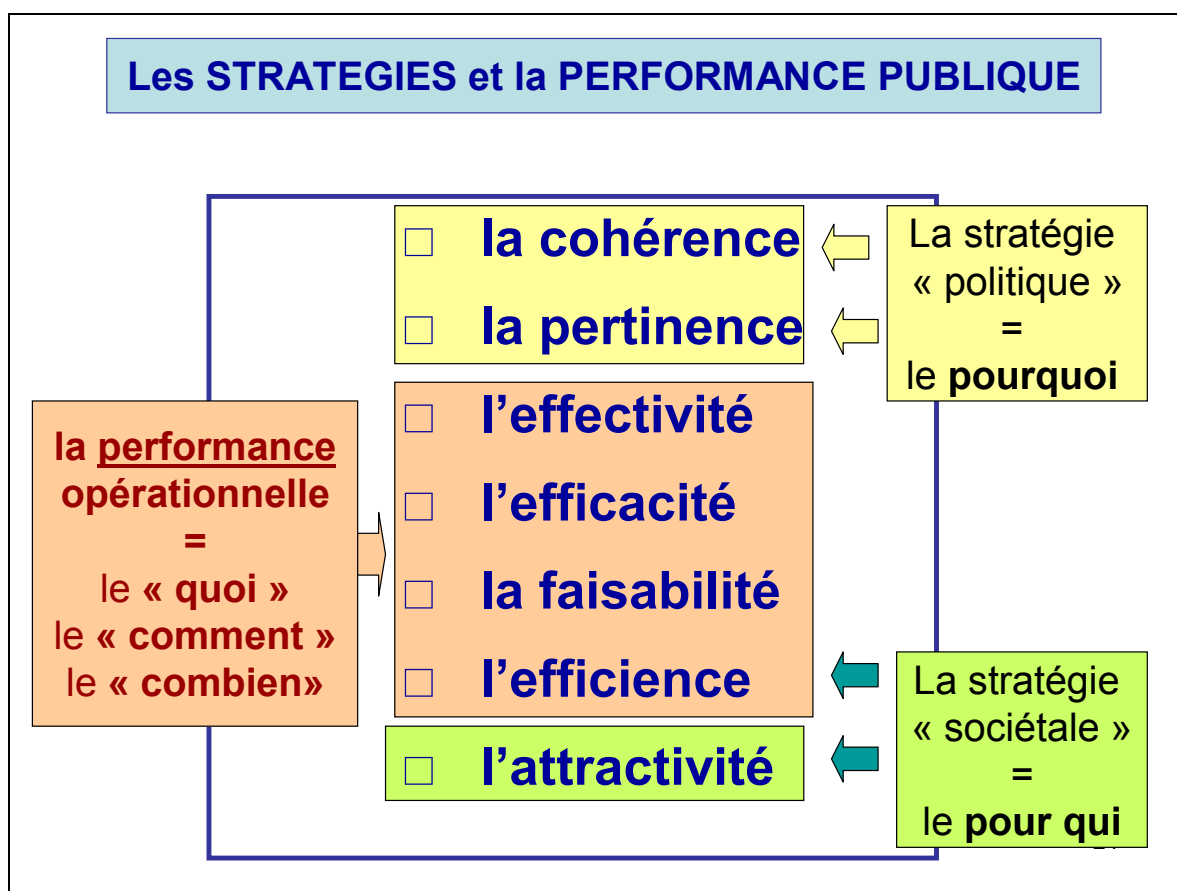 Les STRATEGIES et la PERFORMANCE PUBLIQUE
la cohérence
la pertinence
La stratégie
« politique »
=
le pourquoi
la performance
opérationnelle
=
le « quoi »
le « comment »
le « combien»
l’effectivité
l’efficacité
la faisabilité
l’efficience
l’attractivité
La stratégie
« sociétale »
=
le pour qui